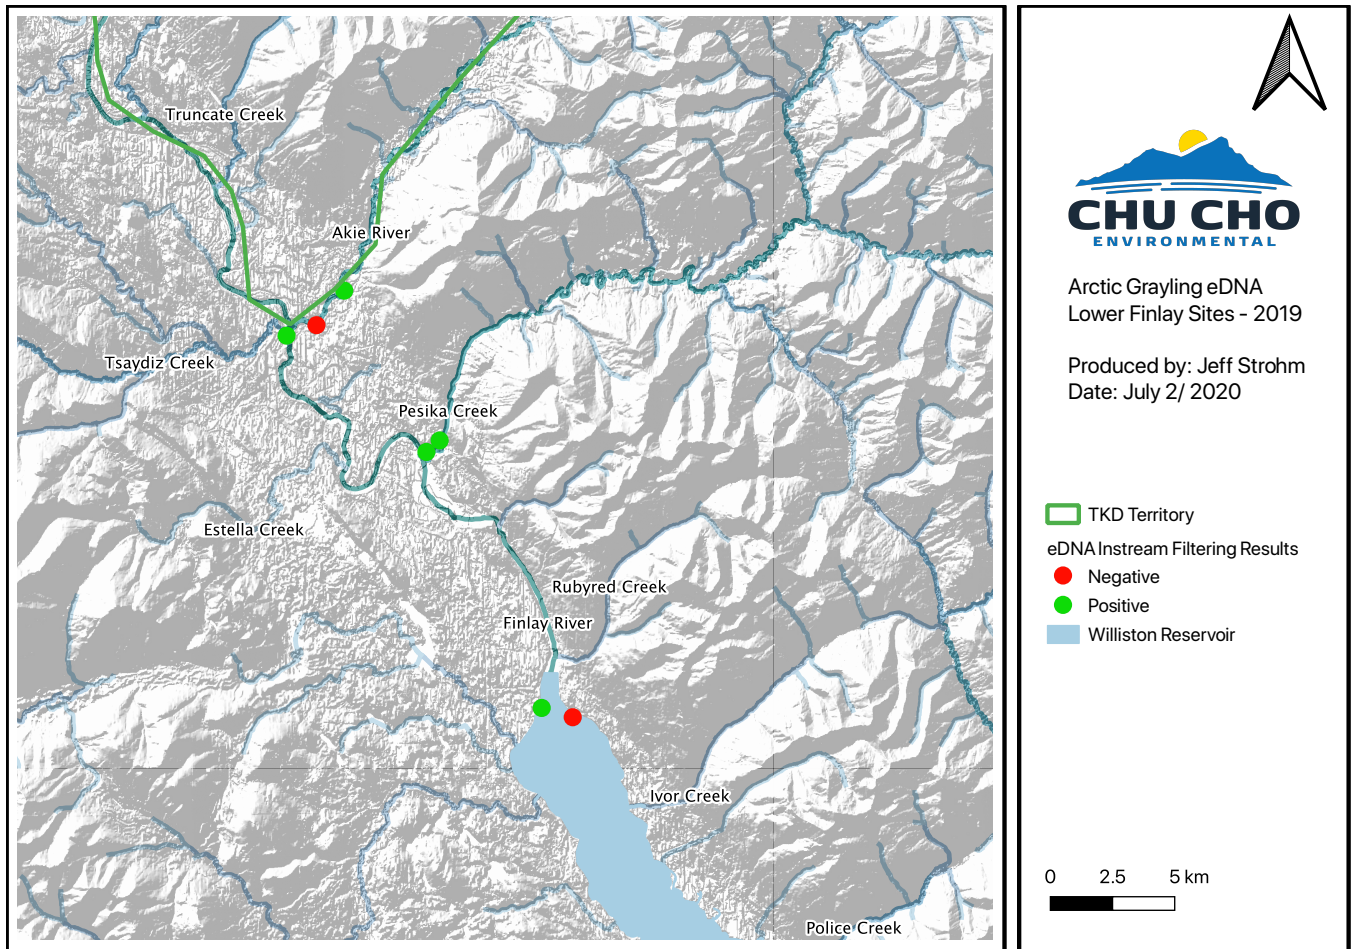 Truncate Creek
Akie River
Tsaydiz Creek
Pesika Creek
Estella Creek
Rubyred Creek
Finlay River
Ivor Creek
Police Creek
CHU CHO
ENVIRONMENTAL
Arctic Grayling eDNA
Lower Finlay Sites - 2019
Produced by: Jeff Strohm
Date: July 2/ 2020
TKD Territory
eDNA Instream Filtering Results
Negative
Positive
Williston Reservoir
0 2.5 5 km